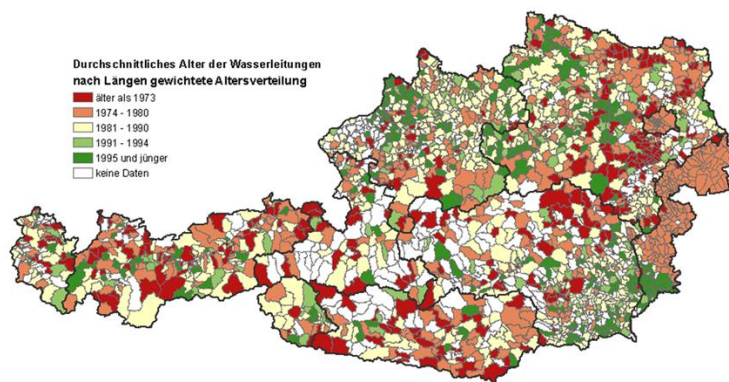 Durchschnittliches Alter der Wasserleitungen
nach Längen gewichtete Altersverteilung
älter als 1973
1974 - 1980
1981 - 1990
1991 - 1994
1995 und jünger
keine Daten